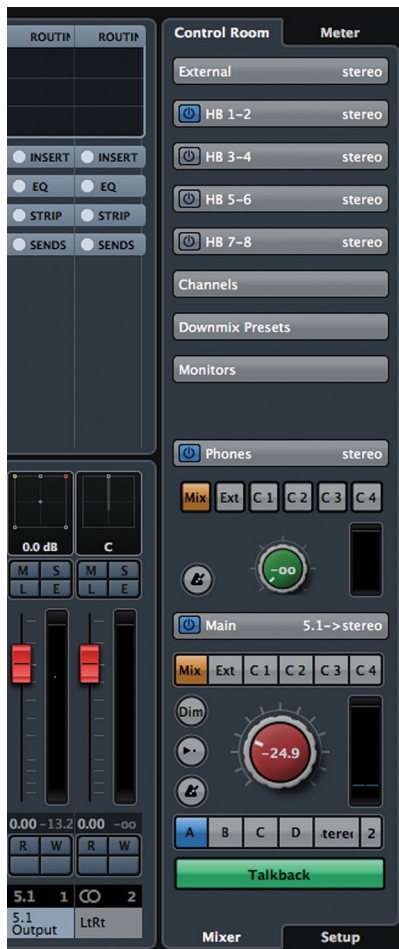 ROUTIN ROUTIN
INSERT INSERT
EQ EQ
STRIP STRIP
SENDS SENDS
0.0 dB C
M S M S
L E L E
0.00 -13.2 0.00 -oo
R W R W
5.1 1 2
5.1 LtRt
Output
Control Room Meter
External stereo
HB 1-2 stereo
HB 3-4 stereo
HB 5-6 stereo
HB 7-8 stereo
Channels
Downmix Presets
Monitors
Phones stereo
Mix Ext C 1 C 2 C 3 C 4
-oo
Main 5.1->stereo
Mix Ext C 1 C 2 C 3 C 4
Dim
-24.9
A B C D tereo 2
Talkback
Mixer Setup